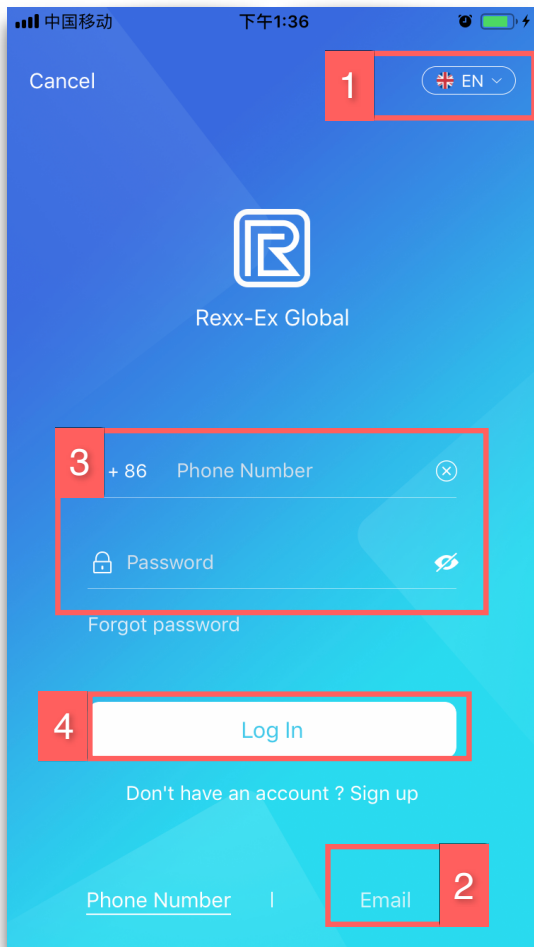 中国移动 下午1:36
Cancel 1 EN
R
Rexx-Ex Global
3 + 86 Phone Number
Password
Forgot password
4 Log In
Don't have an account ? Sign up
Phone Number | Email 2